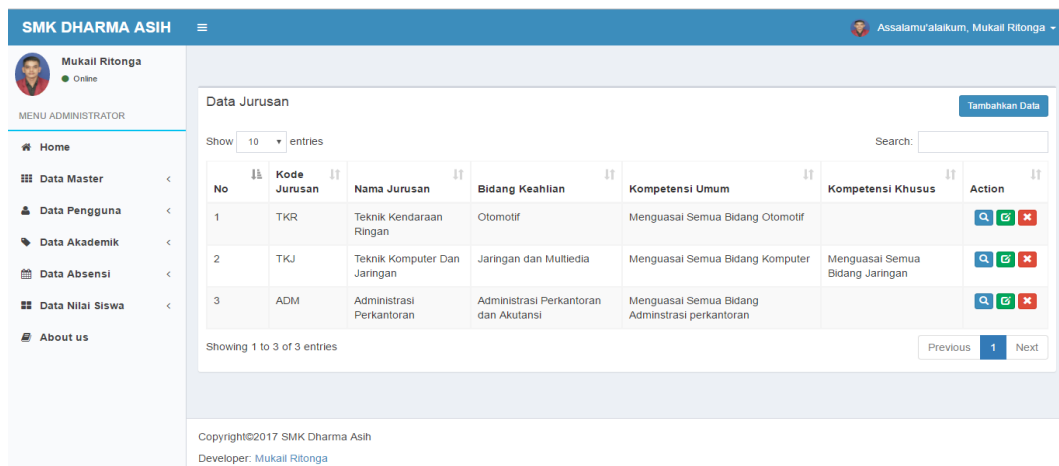 SMK DHARMA ASIH
Assalamu'alaikum, Mukail Ritonga
Mukail Ritonga
Online
MENU ADMINISTRATOR
Home
Data Master
Data Pengguna
Data Akademik
Data Absensi
Data Nilai Siswa
About us
Data Jurusan
Tambahkan Data
Show 10 entries
Search:
No
Kode
Jurusan
Nama Jurusan
Bidang Keahlian
Kompetensi Umum
Kompetensi Khusus
Action
1
TKR
Teknik Kendaraan
Ringan
Otomotif
Menguasai Semua Bidang Otomotif
2
TKJ
Teknik Komputer Dan
Jaringan
Jaringan dan Multiedia
Menguasai Semua Bidang Komputer
Menguasai Semua
Bidang Jaringan
3
ADM
Administrasi
Perkantoran
Administrasi Perkantoran
dan Akutansi
Menguasai Semua Bidang
Adminstrasi perkantoran
Showing 1 to 3 of 3 entries
Previous 1 Next
Copyright©2017 SMK Dharma Asih
Developer: Mukail Ritonga